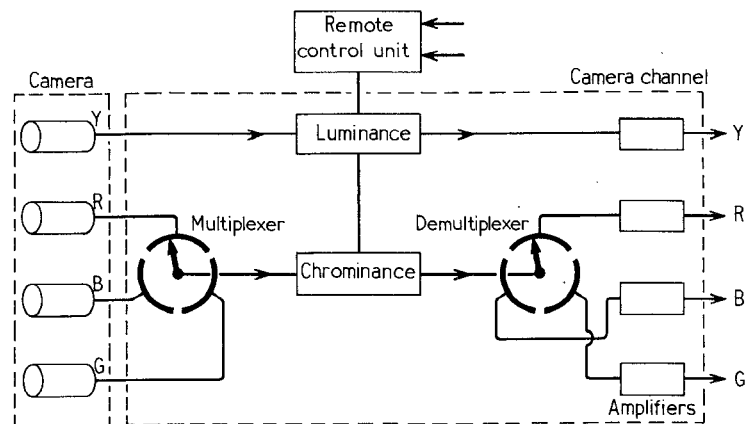 Remote
control unit
Camera
Camera channel
Y
Luminance
Y
R
Multiplexer
Demultiplexer
R
B
Chrominance
B
G
G
Amplifiers